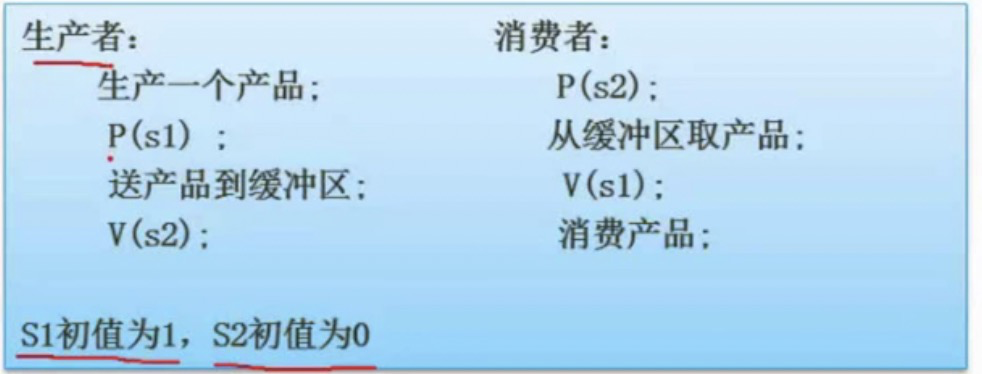 生产者:
生产一个产品;
P(s1) ;
送产品到缓冲区;
V(s2);
消费者:
P(s2);
从缓冲区取产品;
V(s1);
消费产品;
S1初值为1, S2初值为0